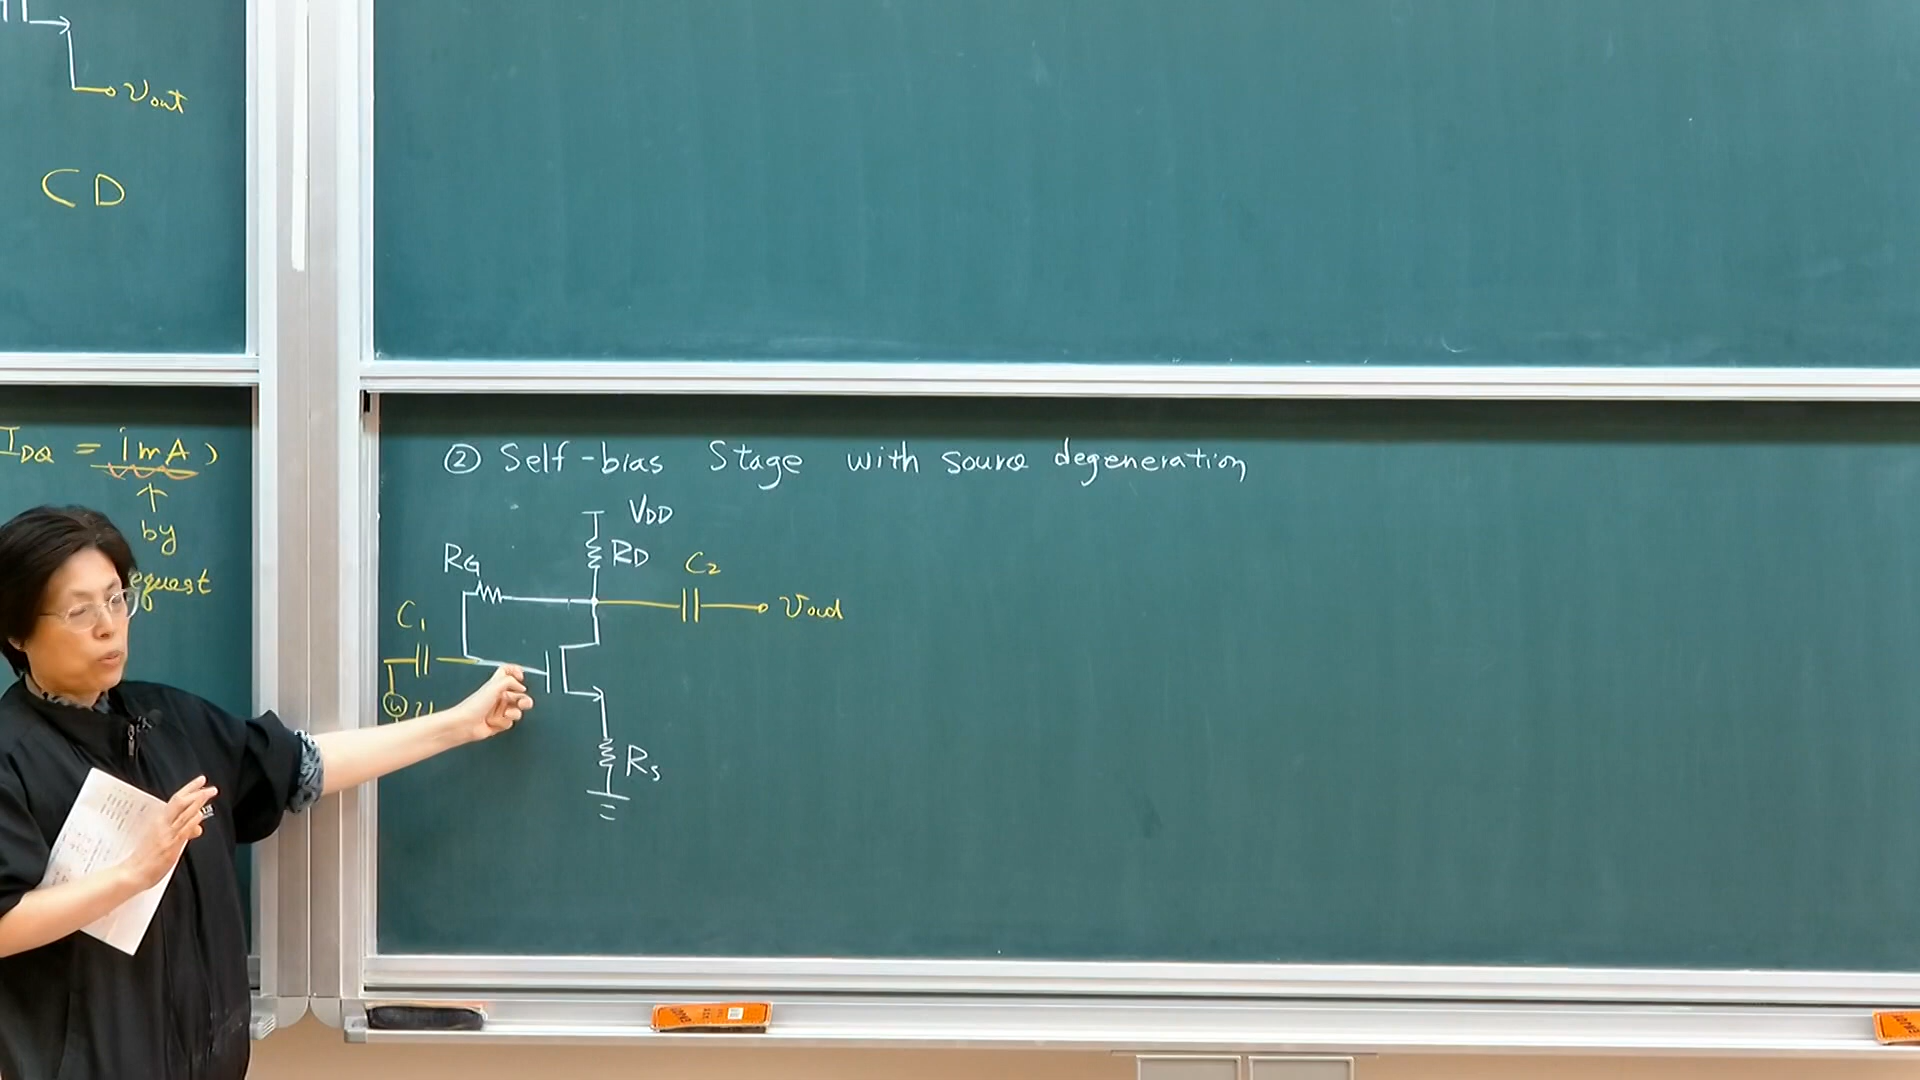 Vout
CD
IDQ = 1mA)
by
equest
② Self-bias Stage with source degeneration
VDD
RG
RD
C2
C1
Vout
Rs